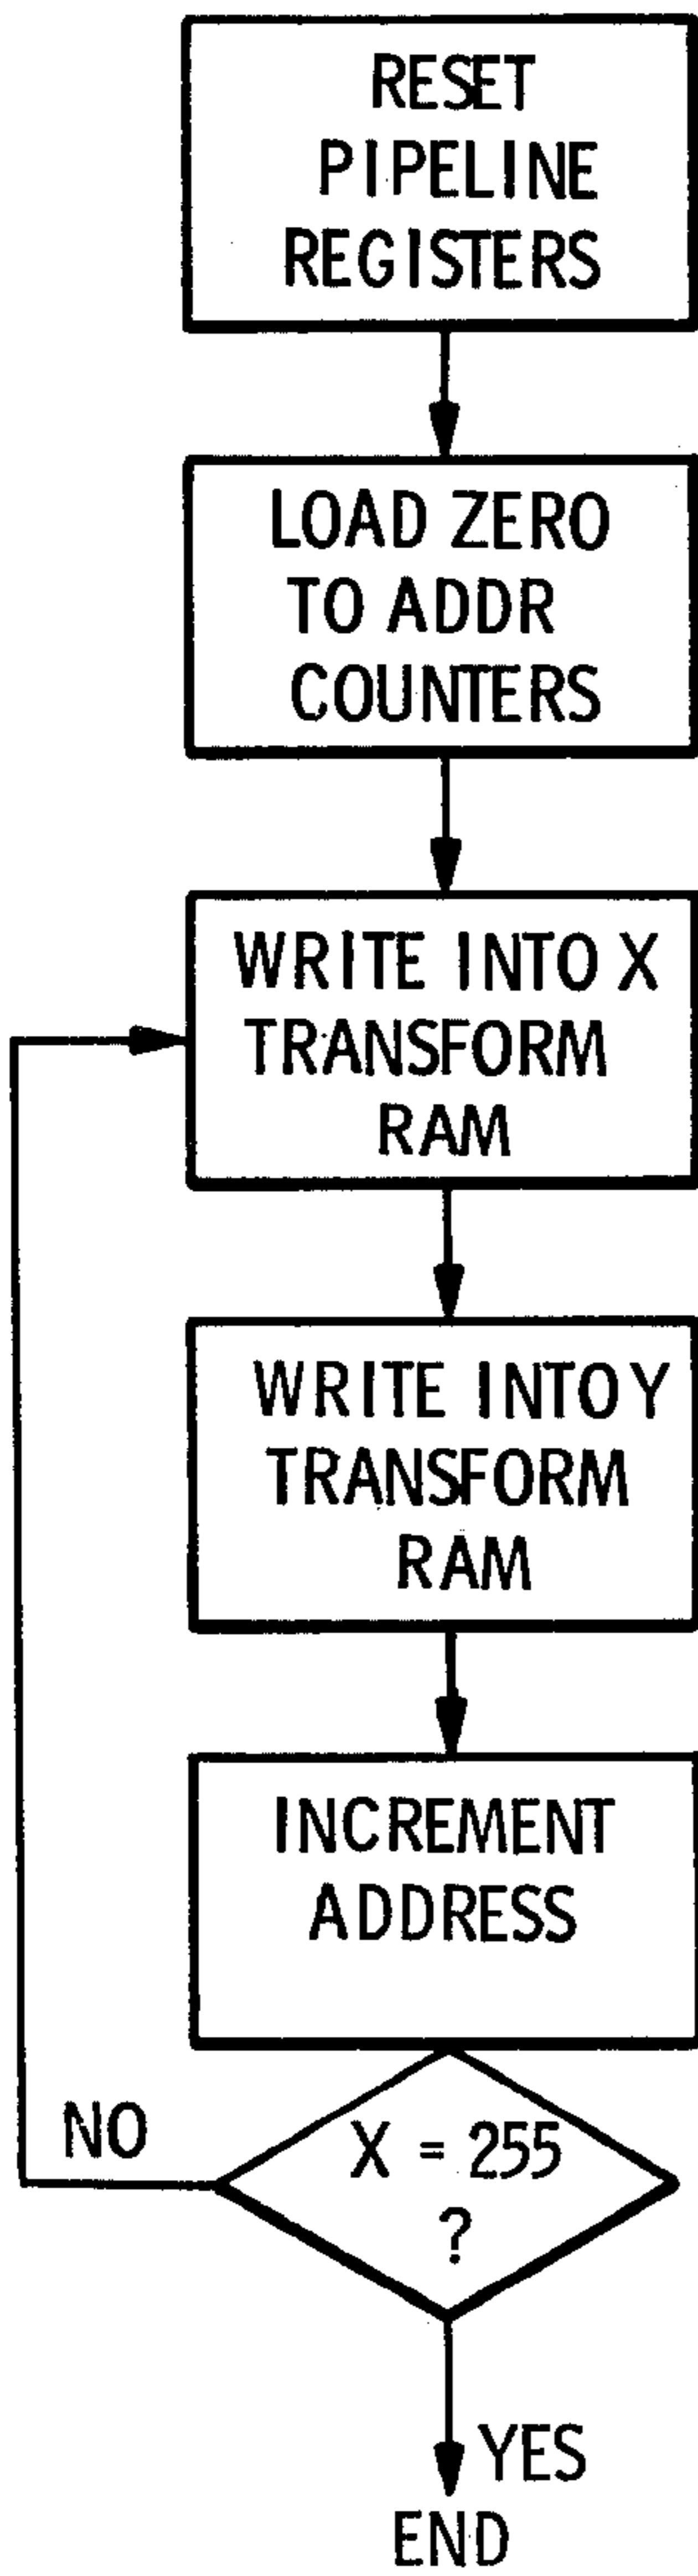 RESET
PIPELINE
REGISTERS
LOAD ZERO
TO ADDR
COUNTERS
WRITE INTO X
TRANSFORM
RAM
WRITE INTO Y
TRANSFORM
RAM
INCREMENT
ADDRESS
NO
X = 255
?
YES
END